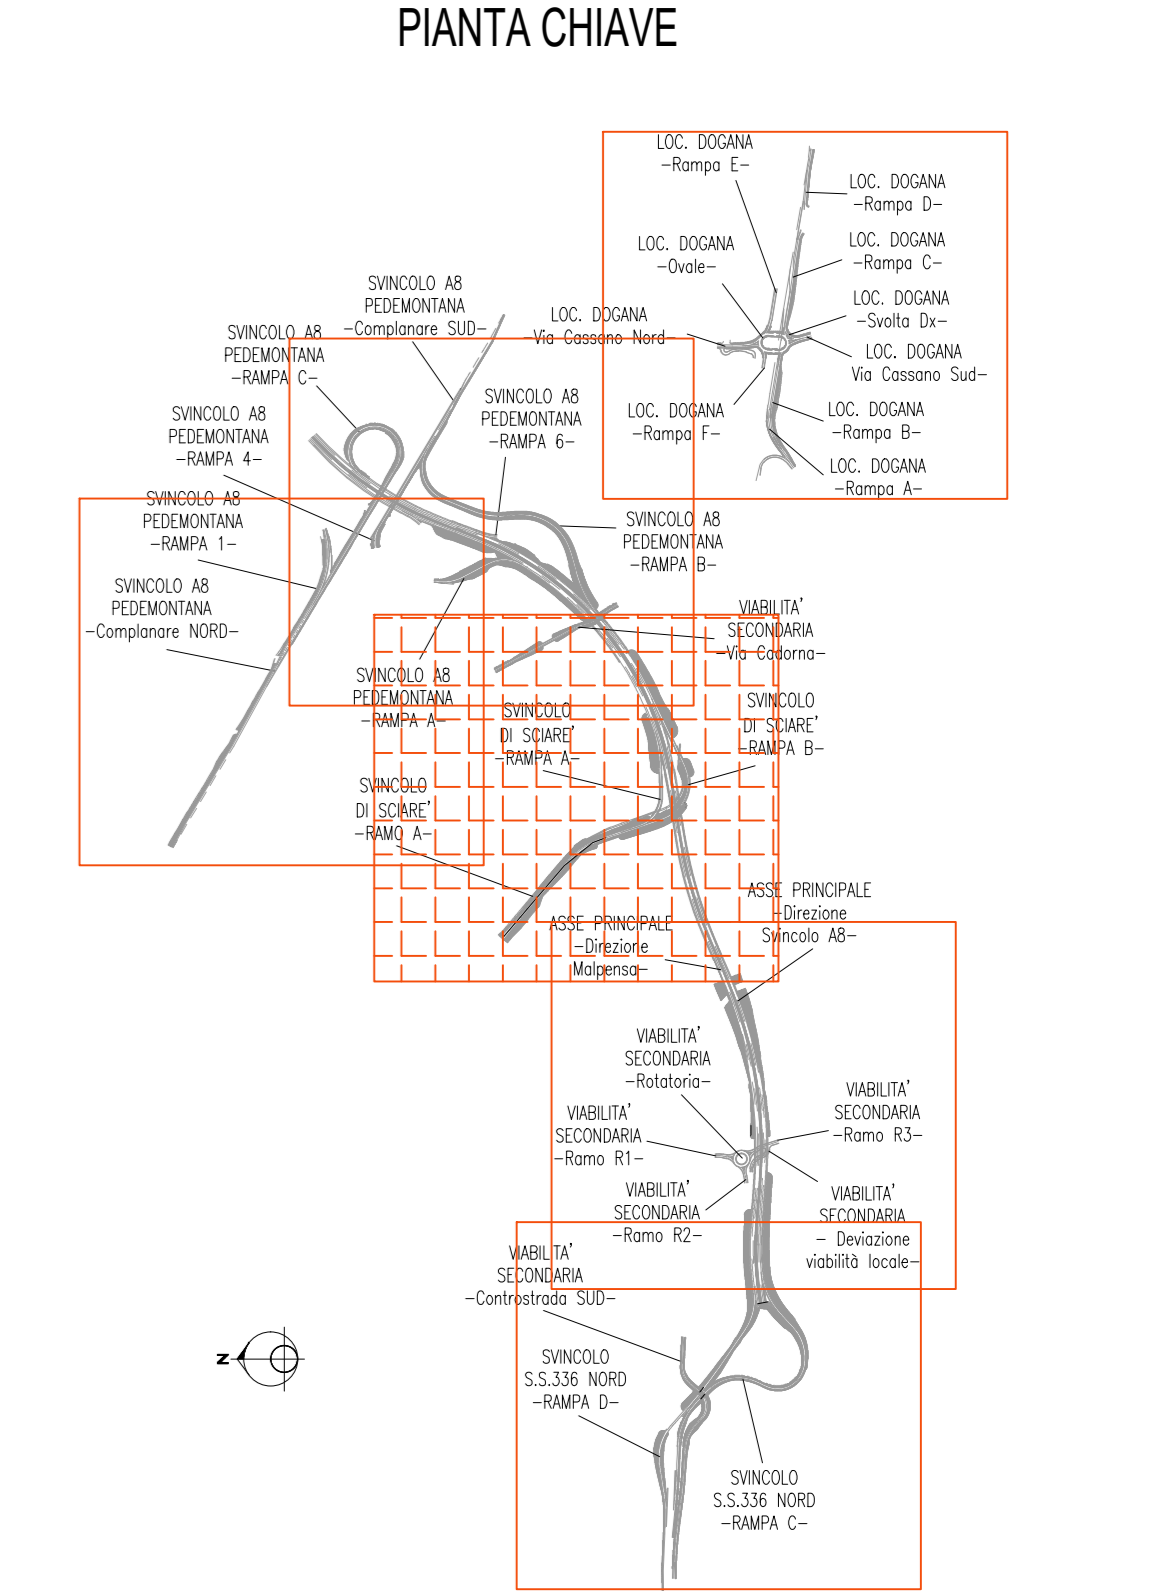 PIANTA CHIAVE
LOC. DOGANA
-Rampa E-
LOC. DOGANA
-Rampa D-
LOC. DOGANA
-Ovale-
LOC. DOGANA
-Rampa C-
SVINCOLO A8
PEDEMONTANA
-Complanare SUD-
LOC. DOGANA
-Svolta Dx-
LOC. DOGANA
-Via Cassano Nord-
SVINCOLO A8
PEDEMONTANA
-RAMPA C-
LOC. DOGANA
Via Cassano Sud-
SVINCOLO A8
PEDEMONTANA
-RAMPA 6-
LOC. DOGANA
-Rampa F-
LOC. DOGANA
-Rampa B-
SVINCOLO A8
PEDEMONTANA
-RAMPA 4-
LOC. DOGANA
-Rampa A-
SVINCOLO A8
PEDEMONTANA
-RAMPA 1-
SVINCOLO A8
PEDEMONTANA
-RAMPA B-
SVINCOLO A8
PEDEMONTANA
-Complanare NORD-
VIABILITA'
SECONDARIA
-Via Cadorna-
SVINCOLO A8
PEDEMONTANA
-RAMPA A-
SVINCOLO
DI SCIARE'
-RAMPA A-
SVINCOLO
DI SCIARE'
-RAMPA B-
SVINCOLO
DI SCIARE'
-RAMO A-
ASSE PRINCIPALE
-Direzione
Svincolo A8-
ASSE PRINCIPALE
-Direzione
Malpensa-
VIABILITA'
SECONDARIA
-Rotatoria-
VIABILITA'
SECONDARIA
-Ramo R3-
VIABILITA'
SECONDARIA
-Ramo R1-
VIABILITA'
SECONDARIA
-Ramo R2-
VIABILITA'
SECONDARIA
- Deviazione
viabilità locale-
VIABILITA'
SECONDARIA
-Controstrada SUD-
N
SVINCOLO
S.S.336 NORD
-RAMPA D-
SVINCOLO
S.S.336 NORD
-RAMPA C-